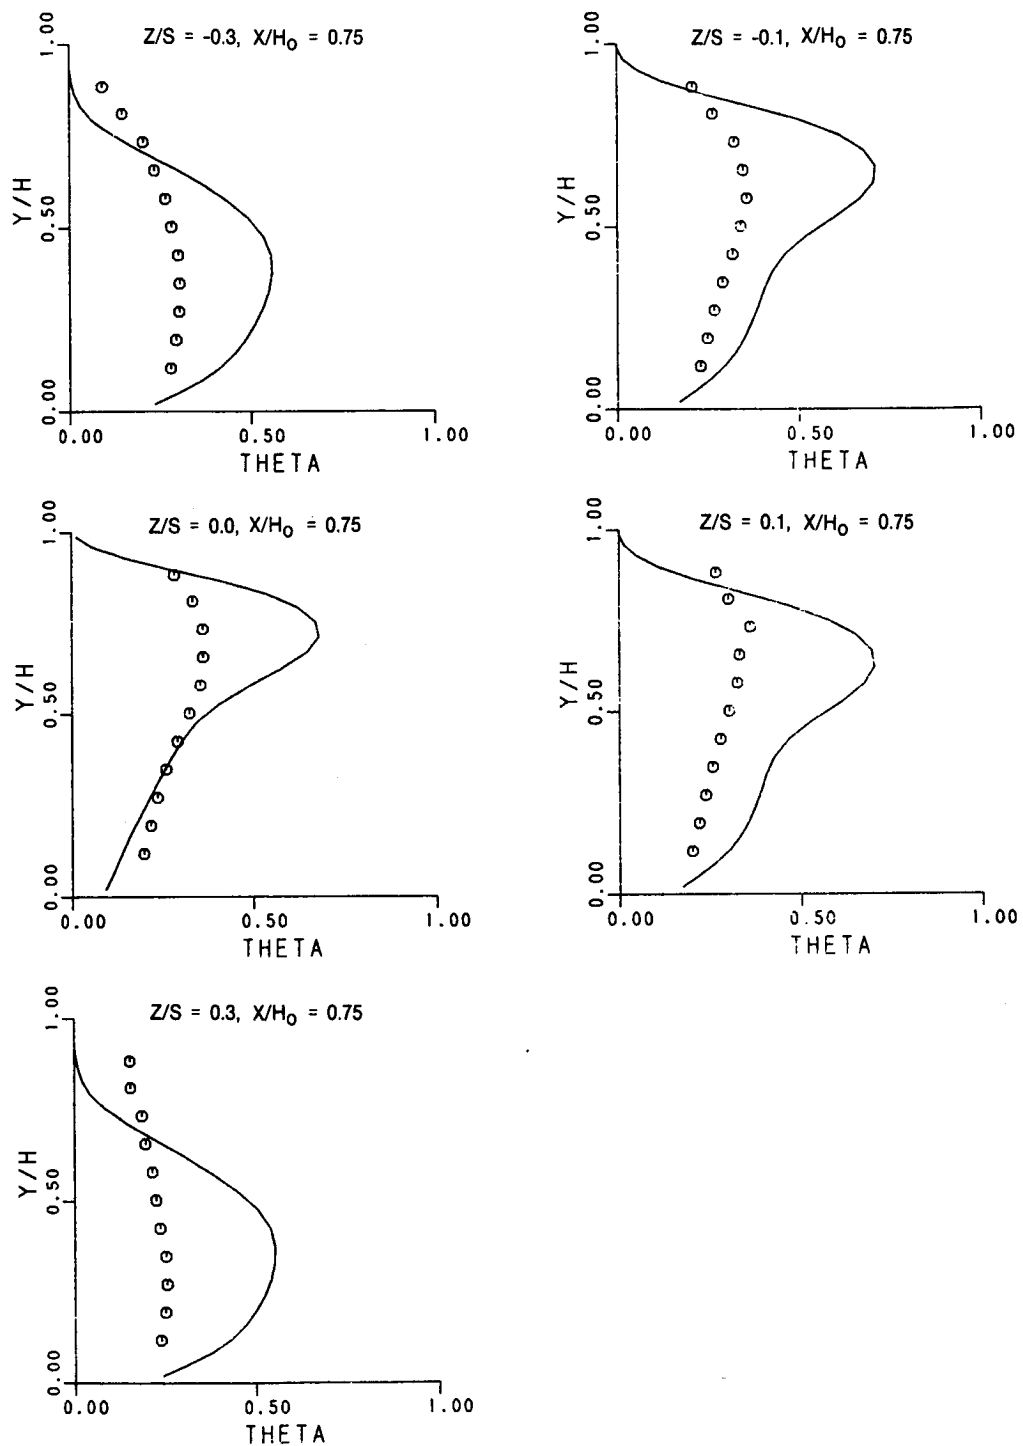 Z/S = -0.3, X/H₀ = 0.75
1.00
0.50
0.00
Y/H
0.00 0.50 1.00
THETA
Z/S = -0.1, X/H₀ = 0.75
1.00
0.50
0.00
Y/H
0.00 0.50 1.00
THETA
Z/S = 0.0, X/H₀ = 0.75
1.00
0.50
0.00
Y/H
0.00 0.50 1.00
THETA
Z/S = 0.1, X/H₀ = 0.75
1.00
0.50
0.00
Y/H
0.00 0.50 1.00
THETA
Z/S = 0.3, X/H₀ = 0.75
1.00
0.50
0.00
Y/H
0.00 0.50 1.00
THETA